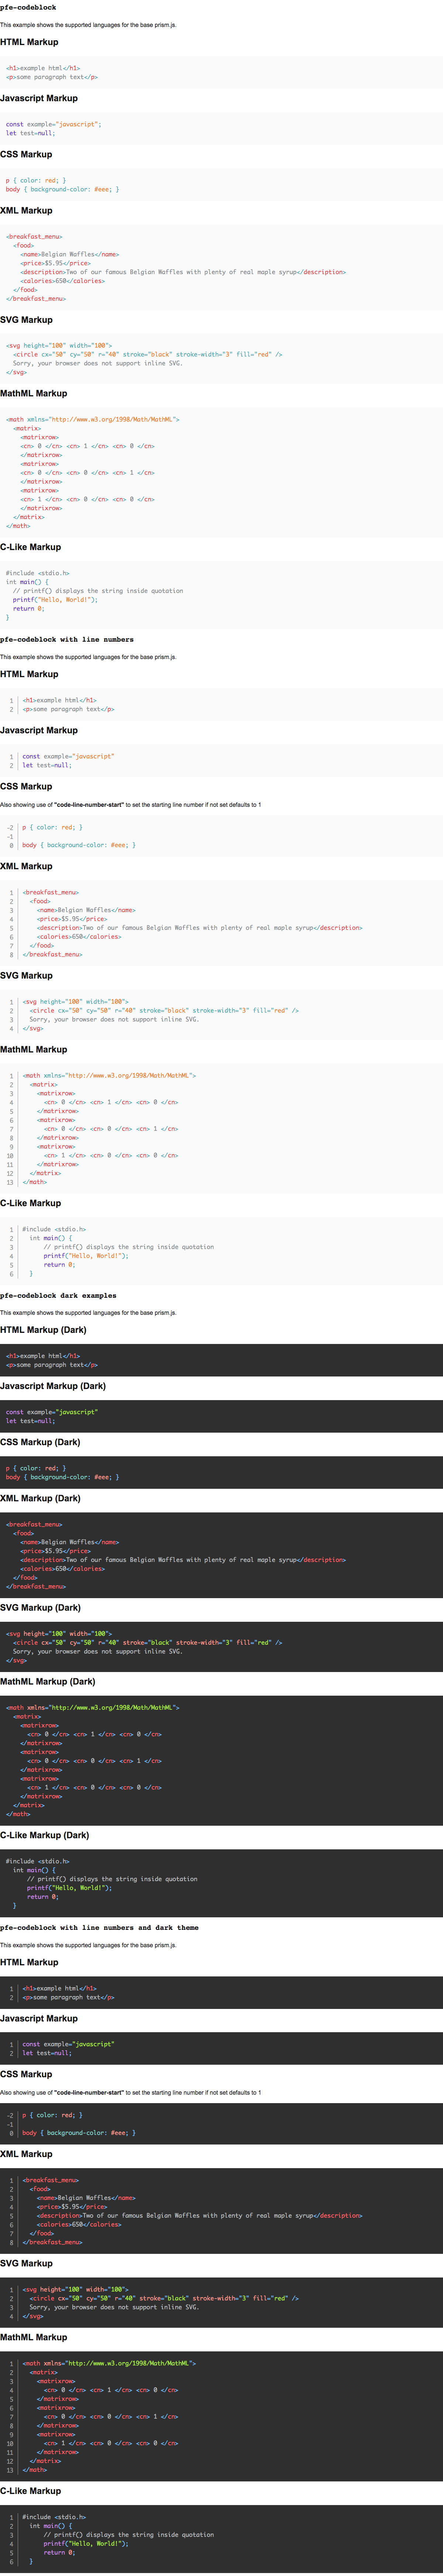 pfe-codeblock
This example shows the supported languages for the base prism.js.
HTML Markup
<h1>example html</h1>
<p>some paragraph text</p>
Javascript Markup
const example="javascript";
let test=null;
CSS Markup
p { color: red; }
body { background-color: #eee; }
XML Markup
<breakfast_menu>
  <food>
    <name>Belgian Waffles</name>
    <price>$5.95</price>
    <description>Two of our famous Belgian Waffles with plenty of real maple syrup</description>
    <calories>650</calories>
  </food>
</breakfast_menu>
SVG Markup
<svg height="100" width="100">
  <circle cx="50" cy="50" r="40" stroke="black" stroke-width="3" fill="red" />
  Sorry, your browser does not support inline SVG.
</svg>
MathML Markup
<math xmlns="http://www.w3.org/1998/Math/MathML">
  <matrix>
    <matrixrow>
    <cn> 0 </cn> <cn> 1 </cn> <cn> 0 </cn>
    </matrixrow>
    <matrixrow>
    <cn> 0 </cn> <cn> 0 </cn> <cn> 1 </cn>
    </matrixrow>
    <matrixrow>
    <cn> 1 </cn> <cn> 0 </cn> <cn> 0 </cn>
    </matrixrow>
  </matrix>
</math>
C-Like Markup
#include <stdio.h>
int main() {
  // printf() displays the string inside quotation
  printf("Hello, World!");
  return 0;
}
pfe-codeblock with line numbers
This example shows the supported languages for the base prism.js.
HTML Markup
1 <h1>example html</h1>
2 <p>some paragraph text</p>
Javascript Markup
1 const example="javascript"
2 let test=null;
CSS Markup
Also showing use of "code-line-number-start" to set the starting line number if not set defaults to 1
-2 p { color: red; }
-1
0 body { background-color: #eee; }
XML Markup
1 <breakfast_menu>
2   <food>
3     <name>Belgian Waffles</name>
4     <price>$5.95</price>
5     <description>Two of our famous Belgian Waffles with plenty of real maple syrup</description>
6     <calories>650</calories>
7   </food>
8 </breakfast_menu>
SVG Markup
1 <svg height="100" width="100">
2   <circle cx="50" cy="50" r="40" stroke="black" stroke-width="3" fill="red" />
3   Sorry, your browser does not support inline SVG.
4 </svg>
MathML Markup
1 <math xmlns="http://www.w3.org/1998/Math/MathML">
2   <matrix>
3     <matrixrow>
4       <cn> 0 </cn> <cn> 1 </cn> <cn> 0 </cn>
5     </matrixrow>
6     <matrixrow>
7       <cn> 0 </cn> <cn> 0 </cn> <cn> 1 </cn>
8     </matrixrow>
9     <matrixrow>
10       <cn> 1 </cn> <cn> 0 </cn> <cn> 0 </cn>
11     </matrixrow>
12   </matrix>
13 </math>
C-Like Markup
1 #include <stdio.h>
2   int main() {
3       // printf() displays the string inside quotation
4       printf("Hello, World!");
5       return 0;
6   }
pfe-codeblock dark examples
This example shows the supported languages for the base prism.js.
HTML Markup (Dark)
<h1>example html</h1>
<p>some paragraph text</p>
Javascript Markup (Dark)
const example="javascript"
let test=null;
CSS Markup (Dark)
p { color: red; }
body { background-color: #eee; }
XML Markup (Dark)
<breakfast_menu>
  <food>
    <name>Belgian Waffles</name>
    <price>$5.95</price>
    <description>Two of our famous Belgian Waffles with plenty of real maple syrup</description>
    <calories>650</calories>
  </food>
</breakfast_menu>
SVG Markup (Dark)
<svg height="100" width="100">
  <circle cx="50" cy="50" r="40" stroke="black" stroke-width="3" fill="red" />
  Sorry, your browser does not support inline SVG.
</svg>
MathML Markup (Dark)
<math xmlns="http://www.w3.org/1998/Math/MathML">
  <matrix>
    <matrixrow>
      <cn> 0 </cn> <cn> 1 </cn> <cn> 0 </cn>
    </matrixrow>
    <matrixrow>
      <cn> 0 </cn> <cn> 0 </cn> <cn> 1 </cn>
    </matrixrow>
    <matrixrow>
      <cn> 1 </cn> <cn> 0 </cn> <cn> 0 </cn>
    </matrixrow>
  </matrix>
</math>
C-Like Markup (Dark)
#include <stdio.h>
  int main() {
      // printf() displays the string inside quotation
      printf("Hello, World!");
      return 0;
  }
pfe-codeblock with line numbers and dark theme
This example shows the supported languages for the base prism.js.
HTML Markup
1 <h1>example html</h1>
2 <p>some paragraph text</p>
Javascript Markup
1 const example="javascript"
2 let test=null;
CSS Markup
Also showing use of "code-line-number-start" to set the starting line number if not set defaults to 1
-2 p { color: red; }
-1
0 body { background-color: #eee; }
XML Markup
1 <breakfast_menu>
2   <food>
3     <name>Belgian Waffles</name>
4     <price>$5.95</price>
5     <description>Two of our famous Belgian Waffles with plenty of real maple syrup</description>
6     <calories>650</calories>
7   </food>
8 </breakfast_menu>
SVG Markup
1 <svg height="100" width="100">
2   <circle cx="50" cy="50" r="40" stroke="black" stroke-width="3" fill="red" />
3   Sorry, your browser does not support inline SVG.
4 </svg>
MathML Markup
1 <math xmlns="http://www.w3.org/1998/Math/MathML">
2   <matrix>
3     <matrixrow>
4       <cn> 0 </cn> <cn> 1 </cn> <cn> 0 </cn>
5     </matrixrow>
6     <matrixrow>
7       <cn> 0 </cn> <cn> 0 </cn> <cn> 1 </cn>
8     </matrixrow>
9     <matrixrow>
10       <cn> 1 </cn> <cn> 0 </cn> <cn> 0 </cn>
11     </matrixrow>
12   </matrix>
13 </math>
C-Like Markup
1 #include <stdio.h>
2   int main() {
3       // printf() displays the string inside quotation
4       printf("Hello, World!");
5       return 0;
6   }